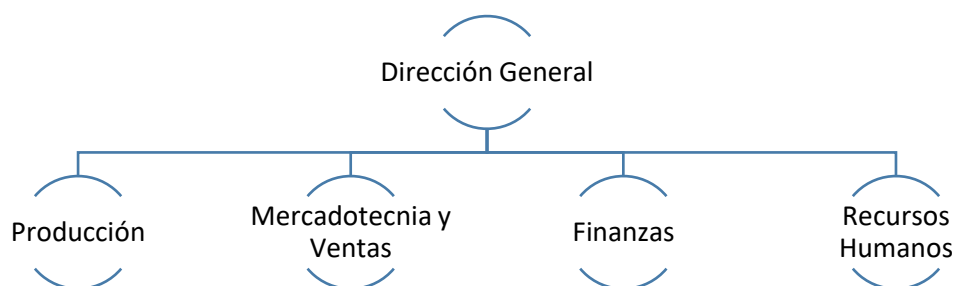 Dirección General
Producción
Mercadotecnia y
Ventas
Finanzas
Recursos
Humanos